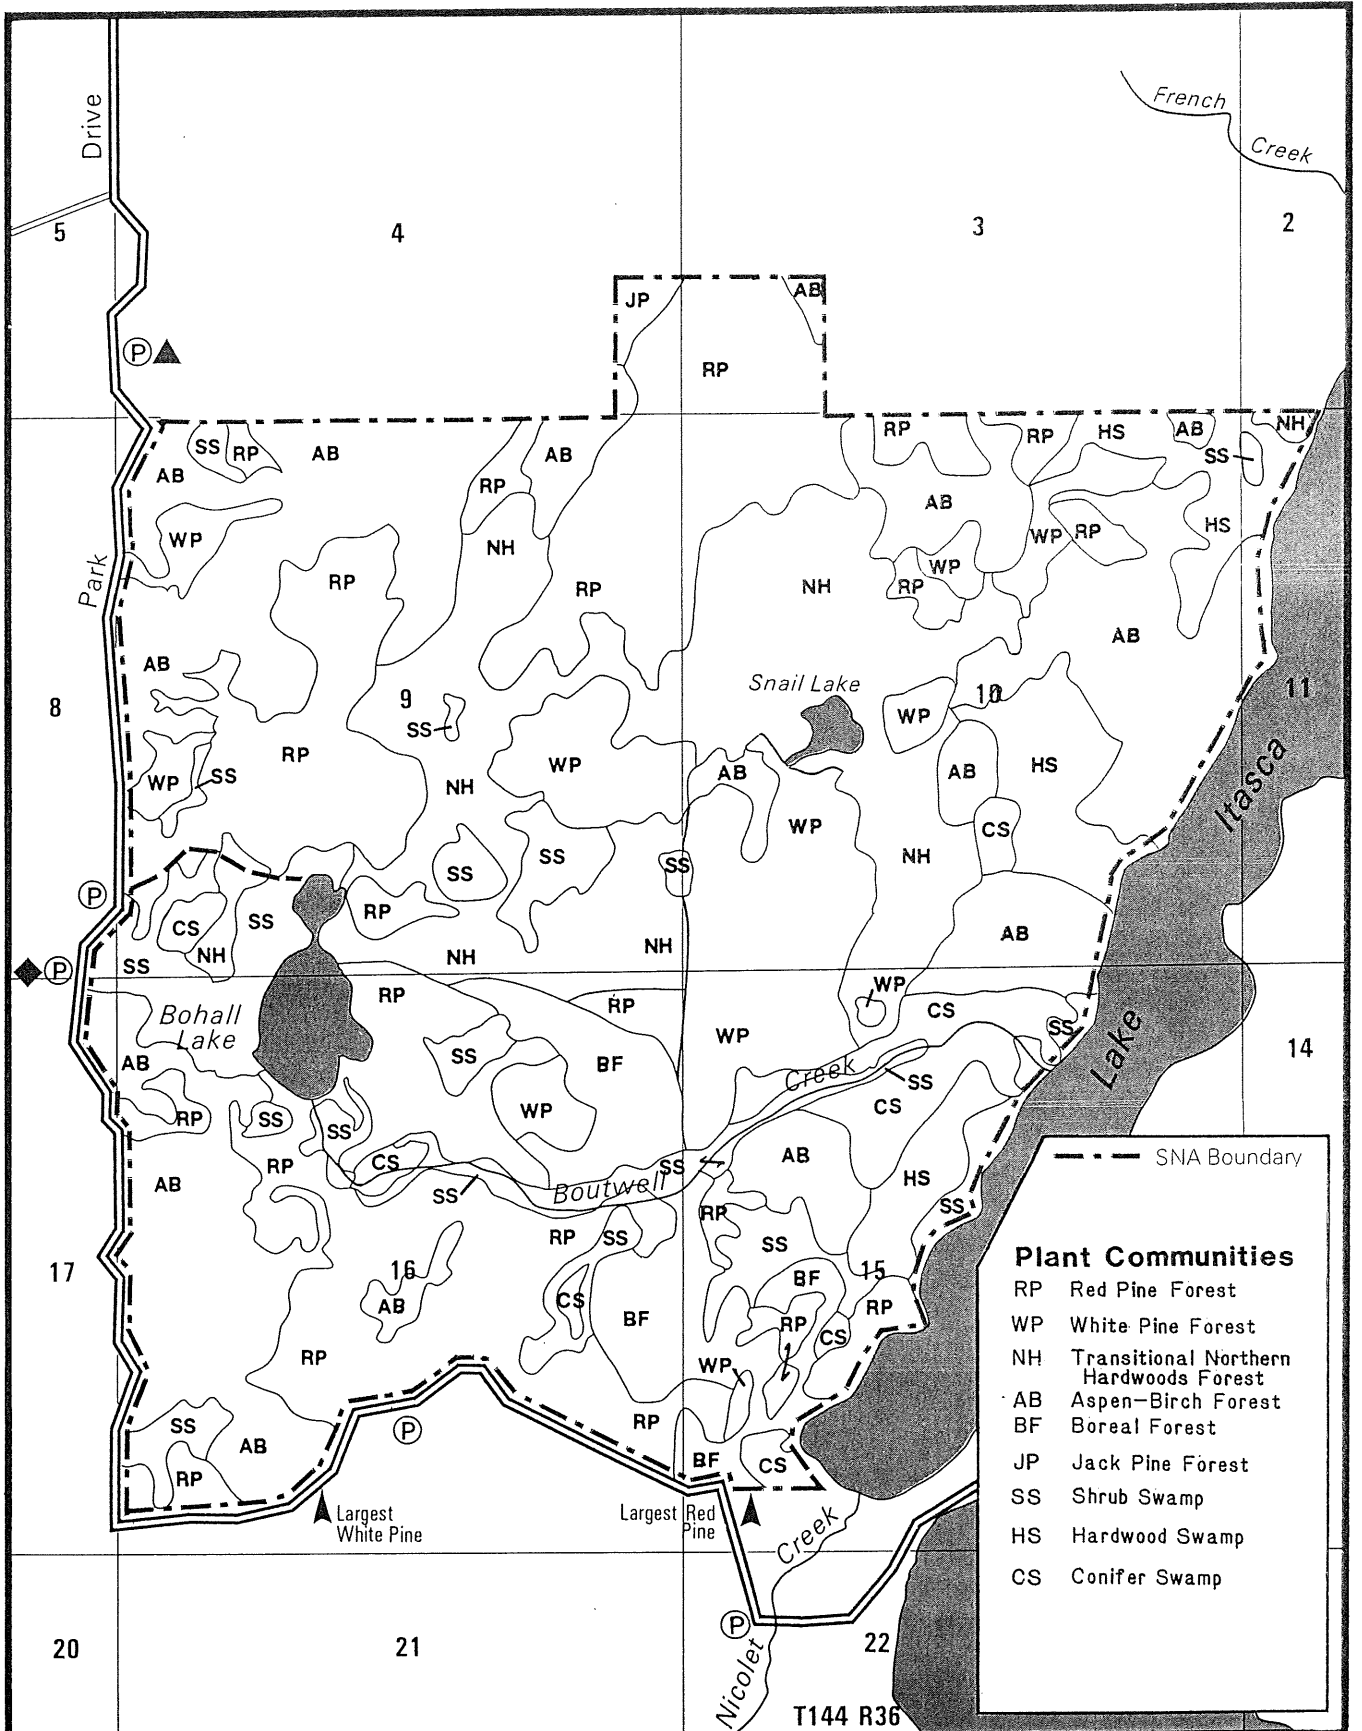 French
Creek
Drive
5
4
3
2
JP
AB
RP
P
SS
RP
AB
AB
RP
AB
RP
RP
HS
AB
NH
SS
AB
HS
WP
NH
WP
RP
WP
RP
Park
RP
RP
NH
AB
AB
Snail Lake
8
9
10
11
SS
WP
WP
RP
WP
SS
NH
AB
AB
HS
Itasca
WP
CS
NH
SS
SS
SS
P
RP
CS
SS
NH
NH
NH
AB
SS
P
RP
RP
WP
CS
SS
Bohall
Lake
AB
SS
BF
WP
Creek
SS
CS
Lake
14
RP
SS
SS
WP
AB
RP
CS
SS
SS
Boutwell
AB
HS
SS
RP
RP
SS
SS
17
16
AB
CS
BF
BF
15
RP
RP
CS
RP
WP
SS
AB
RP
RP
BF
CS
P
Largest
White Pine
Largest Red
Pine
Creek
P
Nicolet
20
21
22
T144 R36
SNA Boundary
Plant Communities
RP Red Pine Forest
WP White Pine Forest
NH Transitional Northern
Hardwoods Forest
AB Aspen-Birch Forest
BF Boreal Forest
JP Jack Pine Forest
SS Shrub Swamp
HS Hardwood Swamp
CS Conifer Swamp